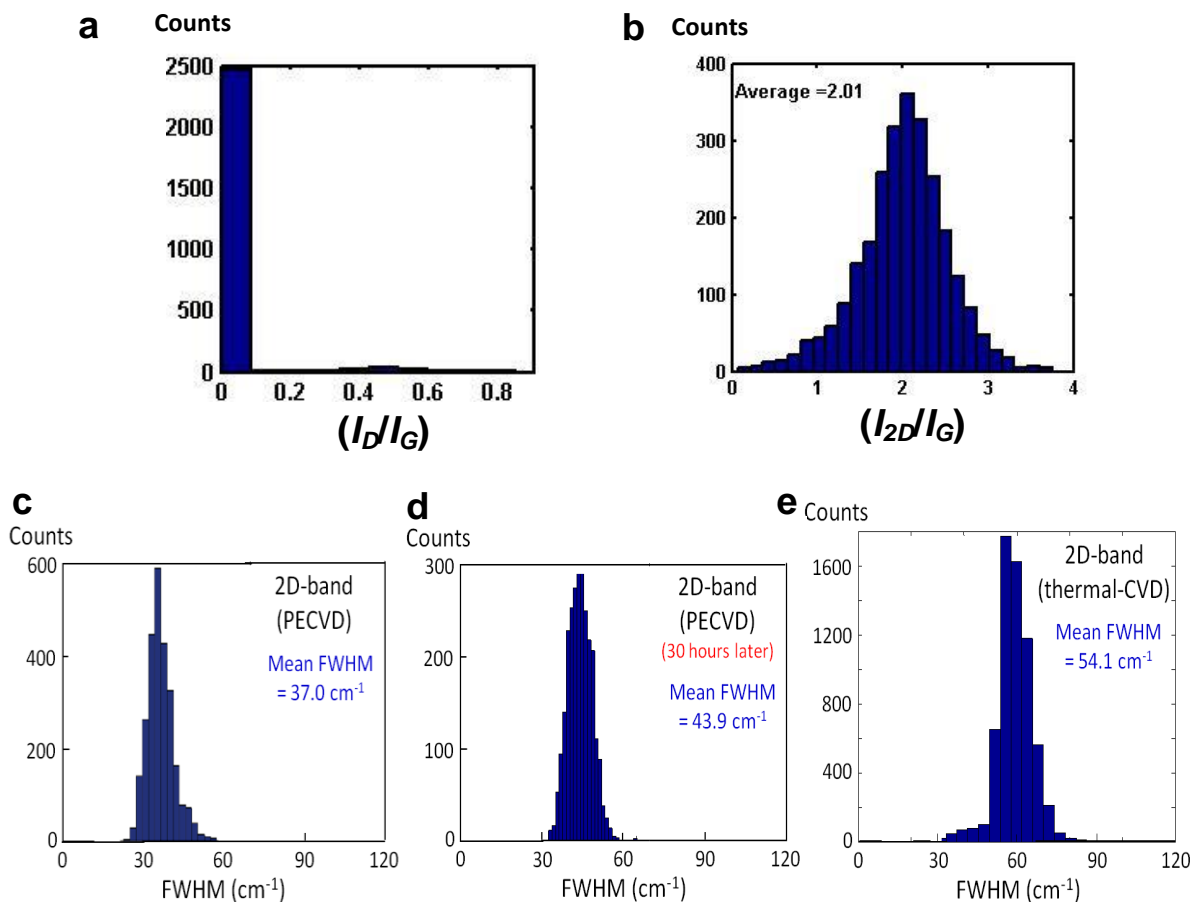 a
Counts
2500
2000
1500
1000
500
0
0 0.2 0.4 0.6 0.8
(I_D/I_G)
b
Counts
Average =2.01
400
300
200
100
0
0 1 2 3 4
(I_2D/I_G)
c
Counts
600
400
200
0
2D-band
(PECVD)
Mean FWHM
= 37.0 cm⁻¹
0 30 60 90 120
FWHM (cm⁻¹)
d
Counts
300
200
100
0
2D-band
(PECVD)
(30 hours later)
Mean FWHM
= 43.9 cm⁻¹
0 30 60 90 120
FWHM (cm⁻¹)
e
Counts
1600
1200
800
400
0
2D-band
(thermal-CVD)
Mean FWHM
= 54.1 cm⁻¹
0 30 60 90 120
FWHM (cm⁻¹)